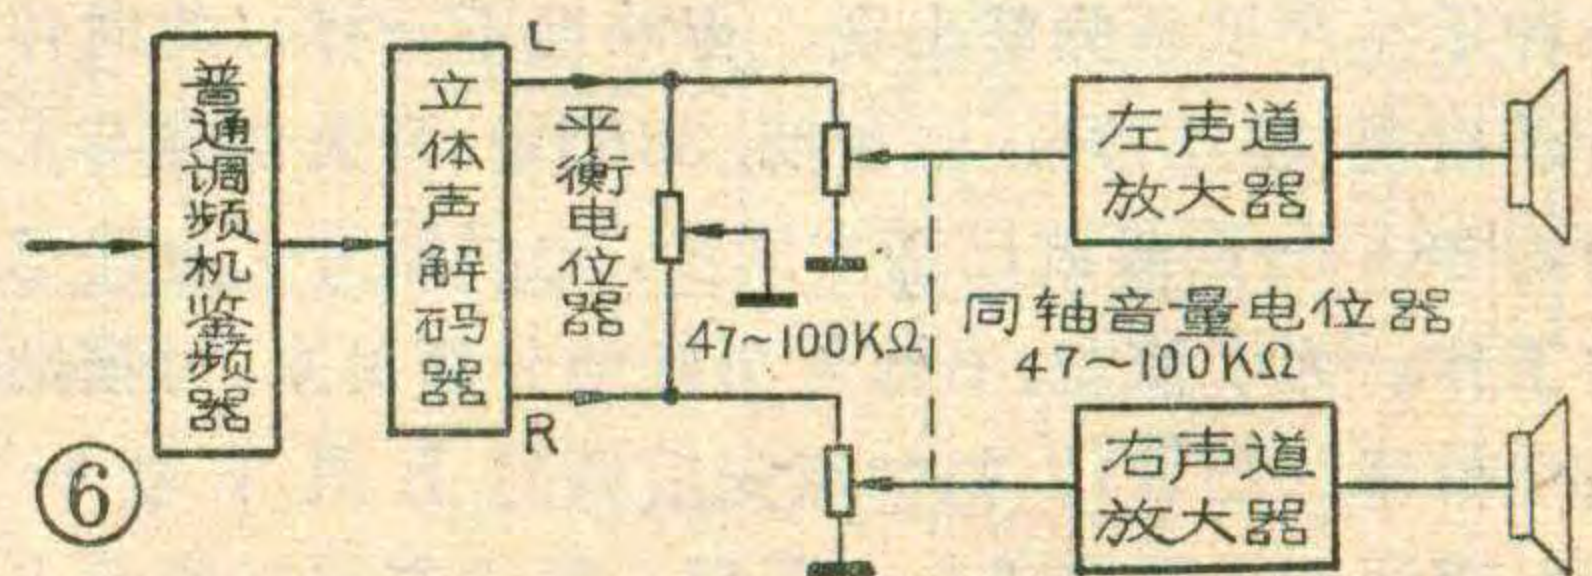 普通调频机鉴频器
立体声解码器
L
R
平衡电位器
47~100KΩ
左声道
放大器
同轴音量电位器
47~100KΩ
右声道
放大器
⑥